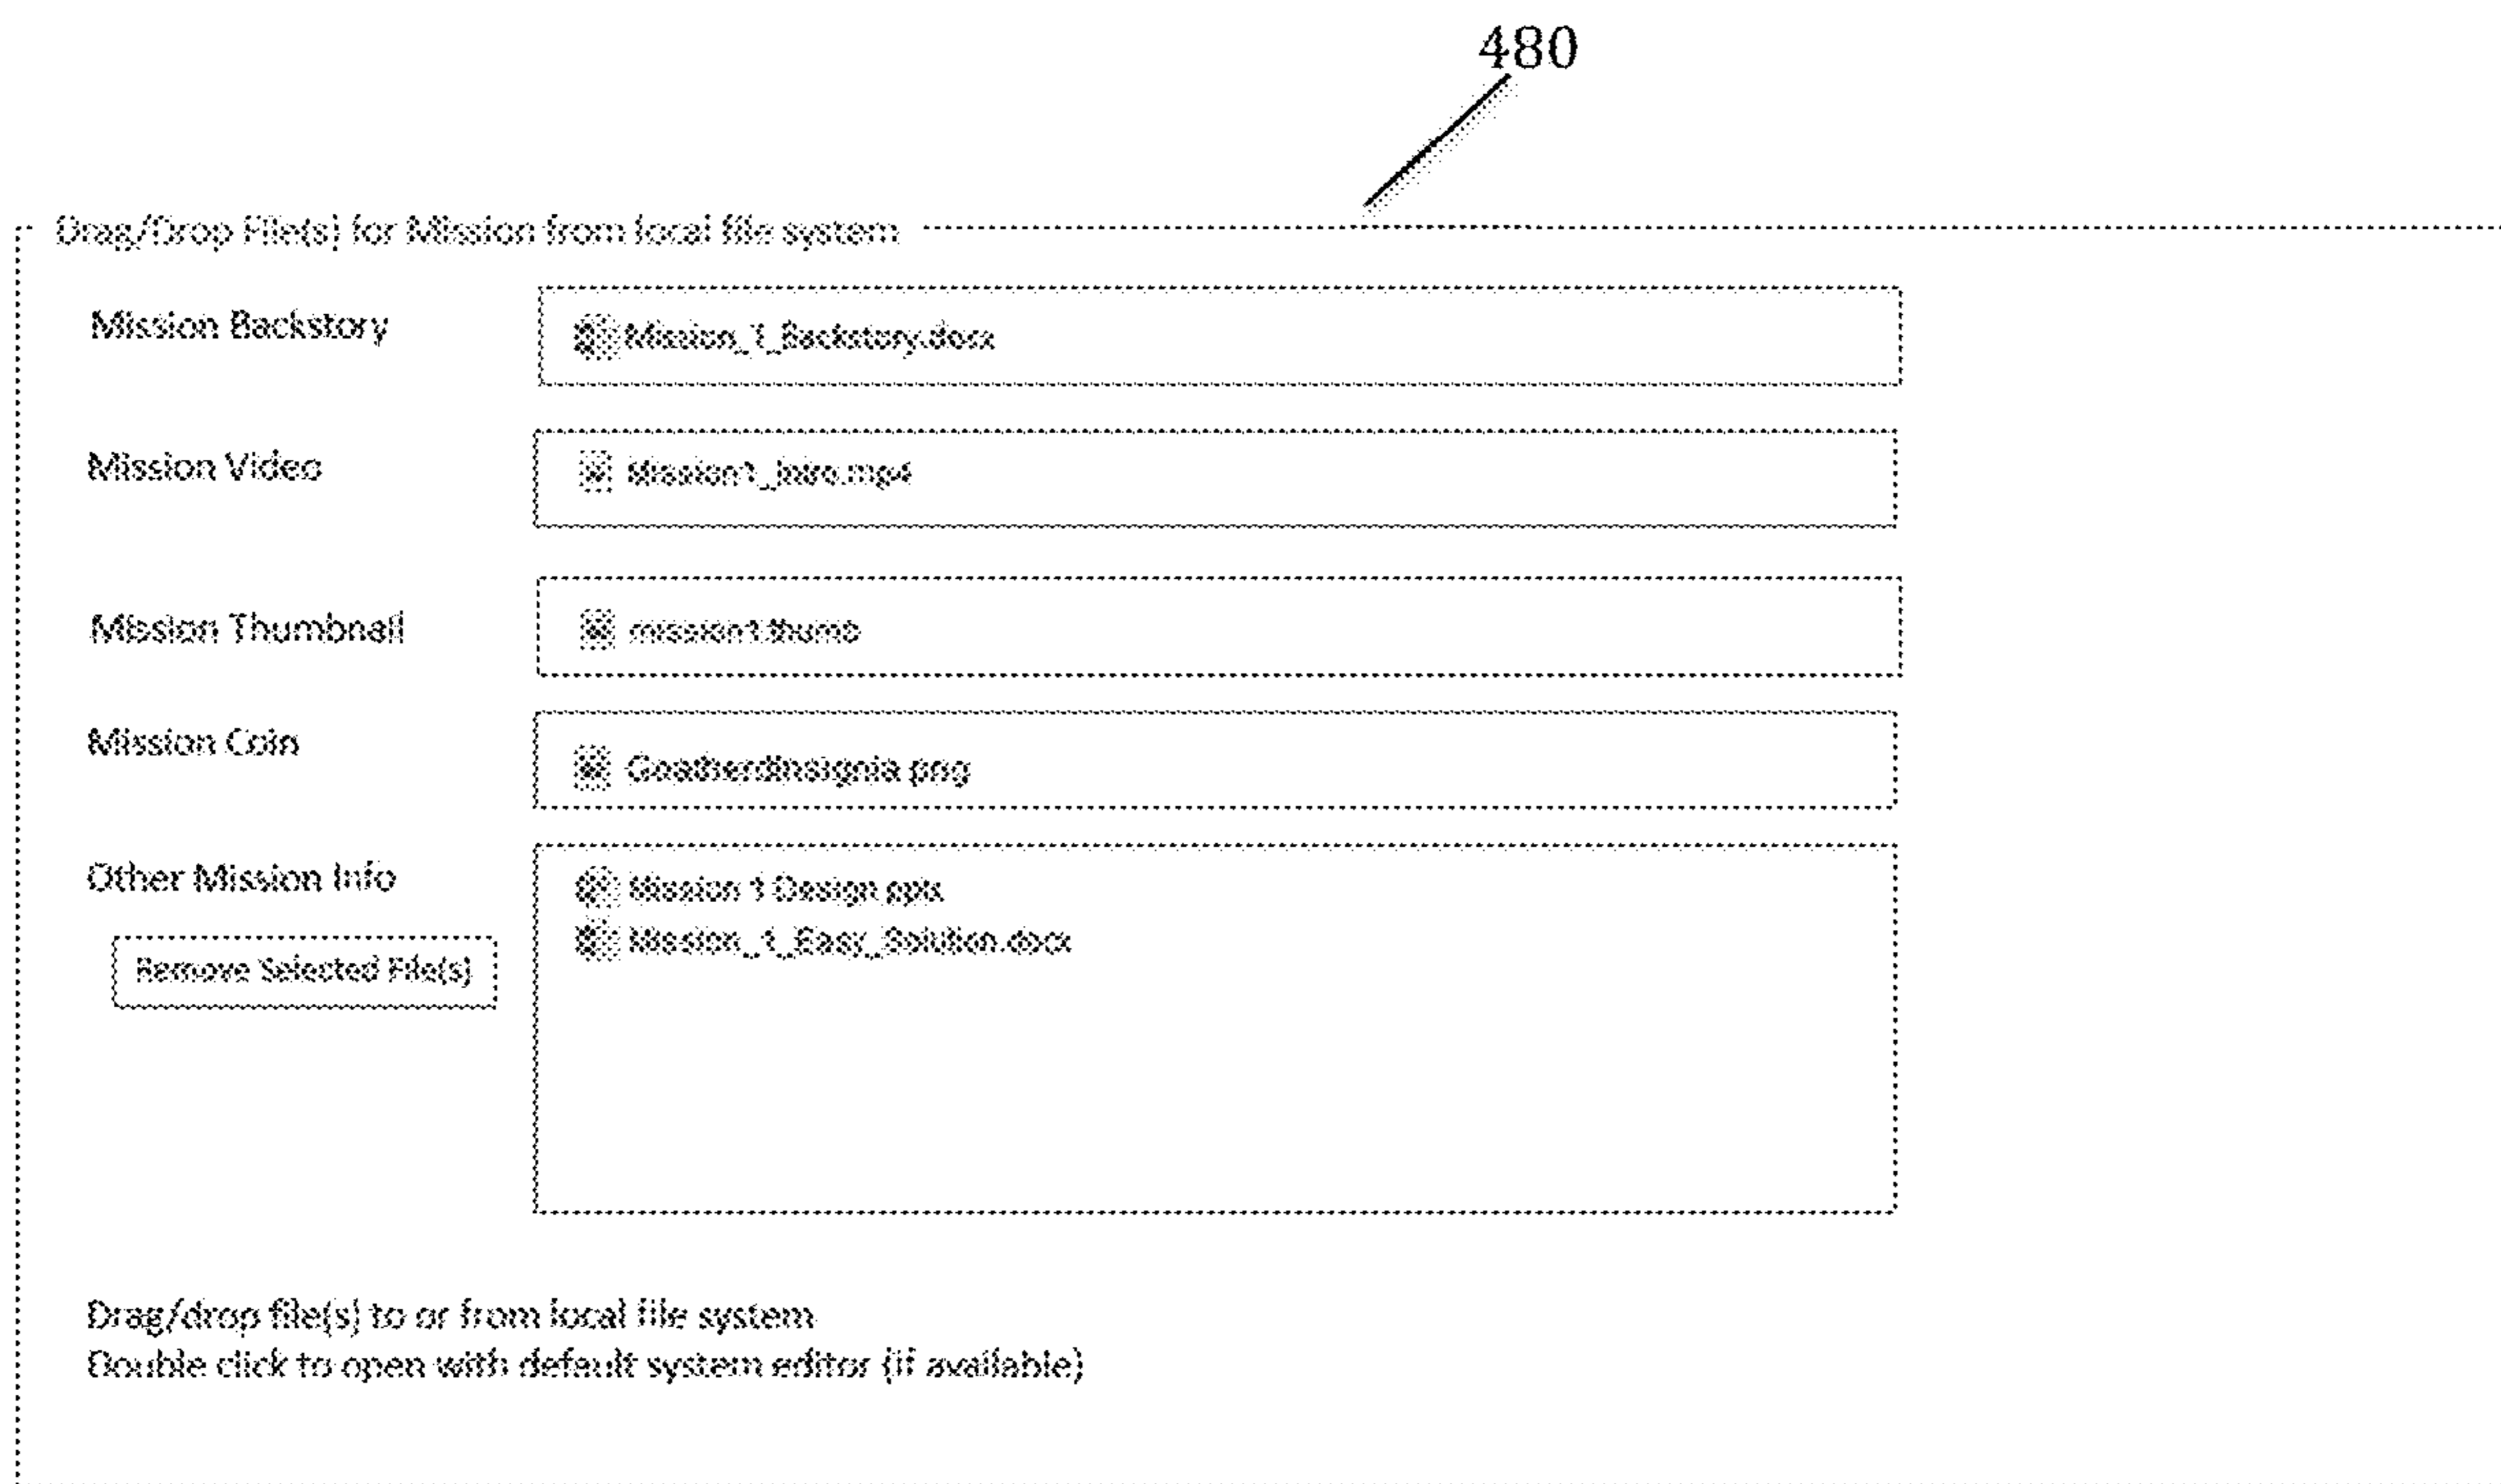 480
Drag/Drop File(s) for Mission from local file system
Mission Backstory
Mission_1_Backstory.docx
Mission Video
Mission1_Intro.mp4
Mission Thumbnail
mission1.thumb
Mission Coin
png
Other Mission Info
Mission 1 Design.pptx
Mission_1_Easy_Solution.docx
Remove Selected File(s)
Drag/drop file(s) to or from local file system
Double click to open with default system editor (if available)